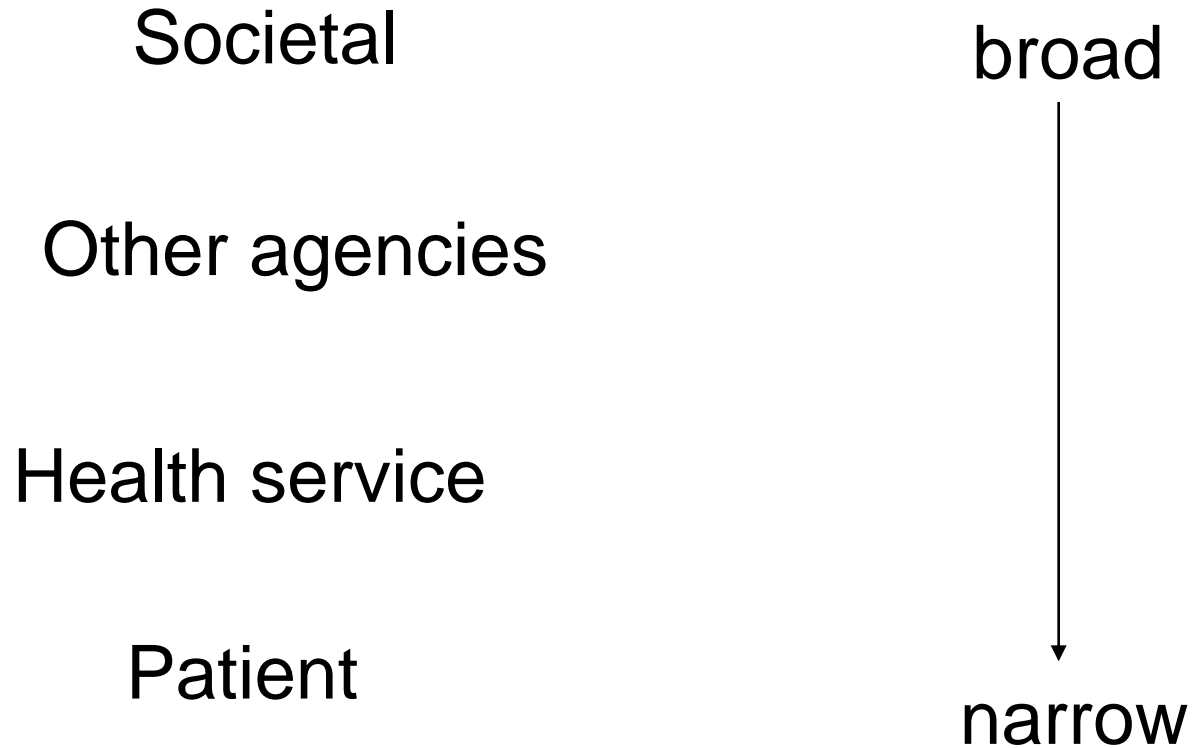 Societal
broad
Other agencies
Health service
Patient
narrow